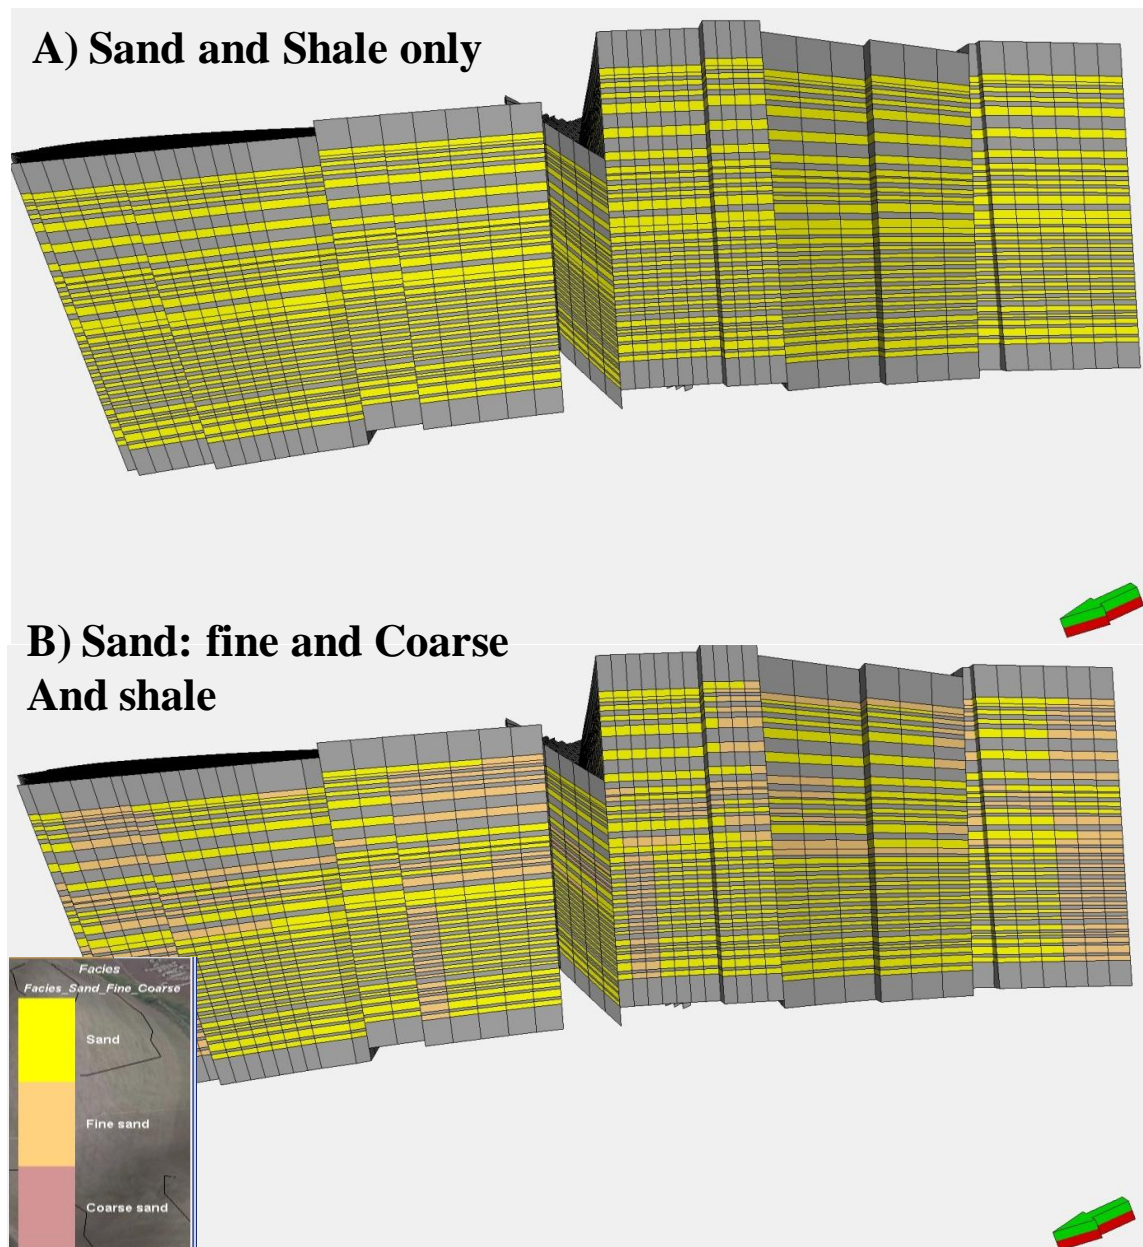 A) Sand and Shale only
B) Sand: fine and Coarse
And shale
Facies
Facies_Sand_Fine_Coarse
Sand
Fine sand
Coarse sand